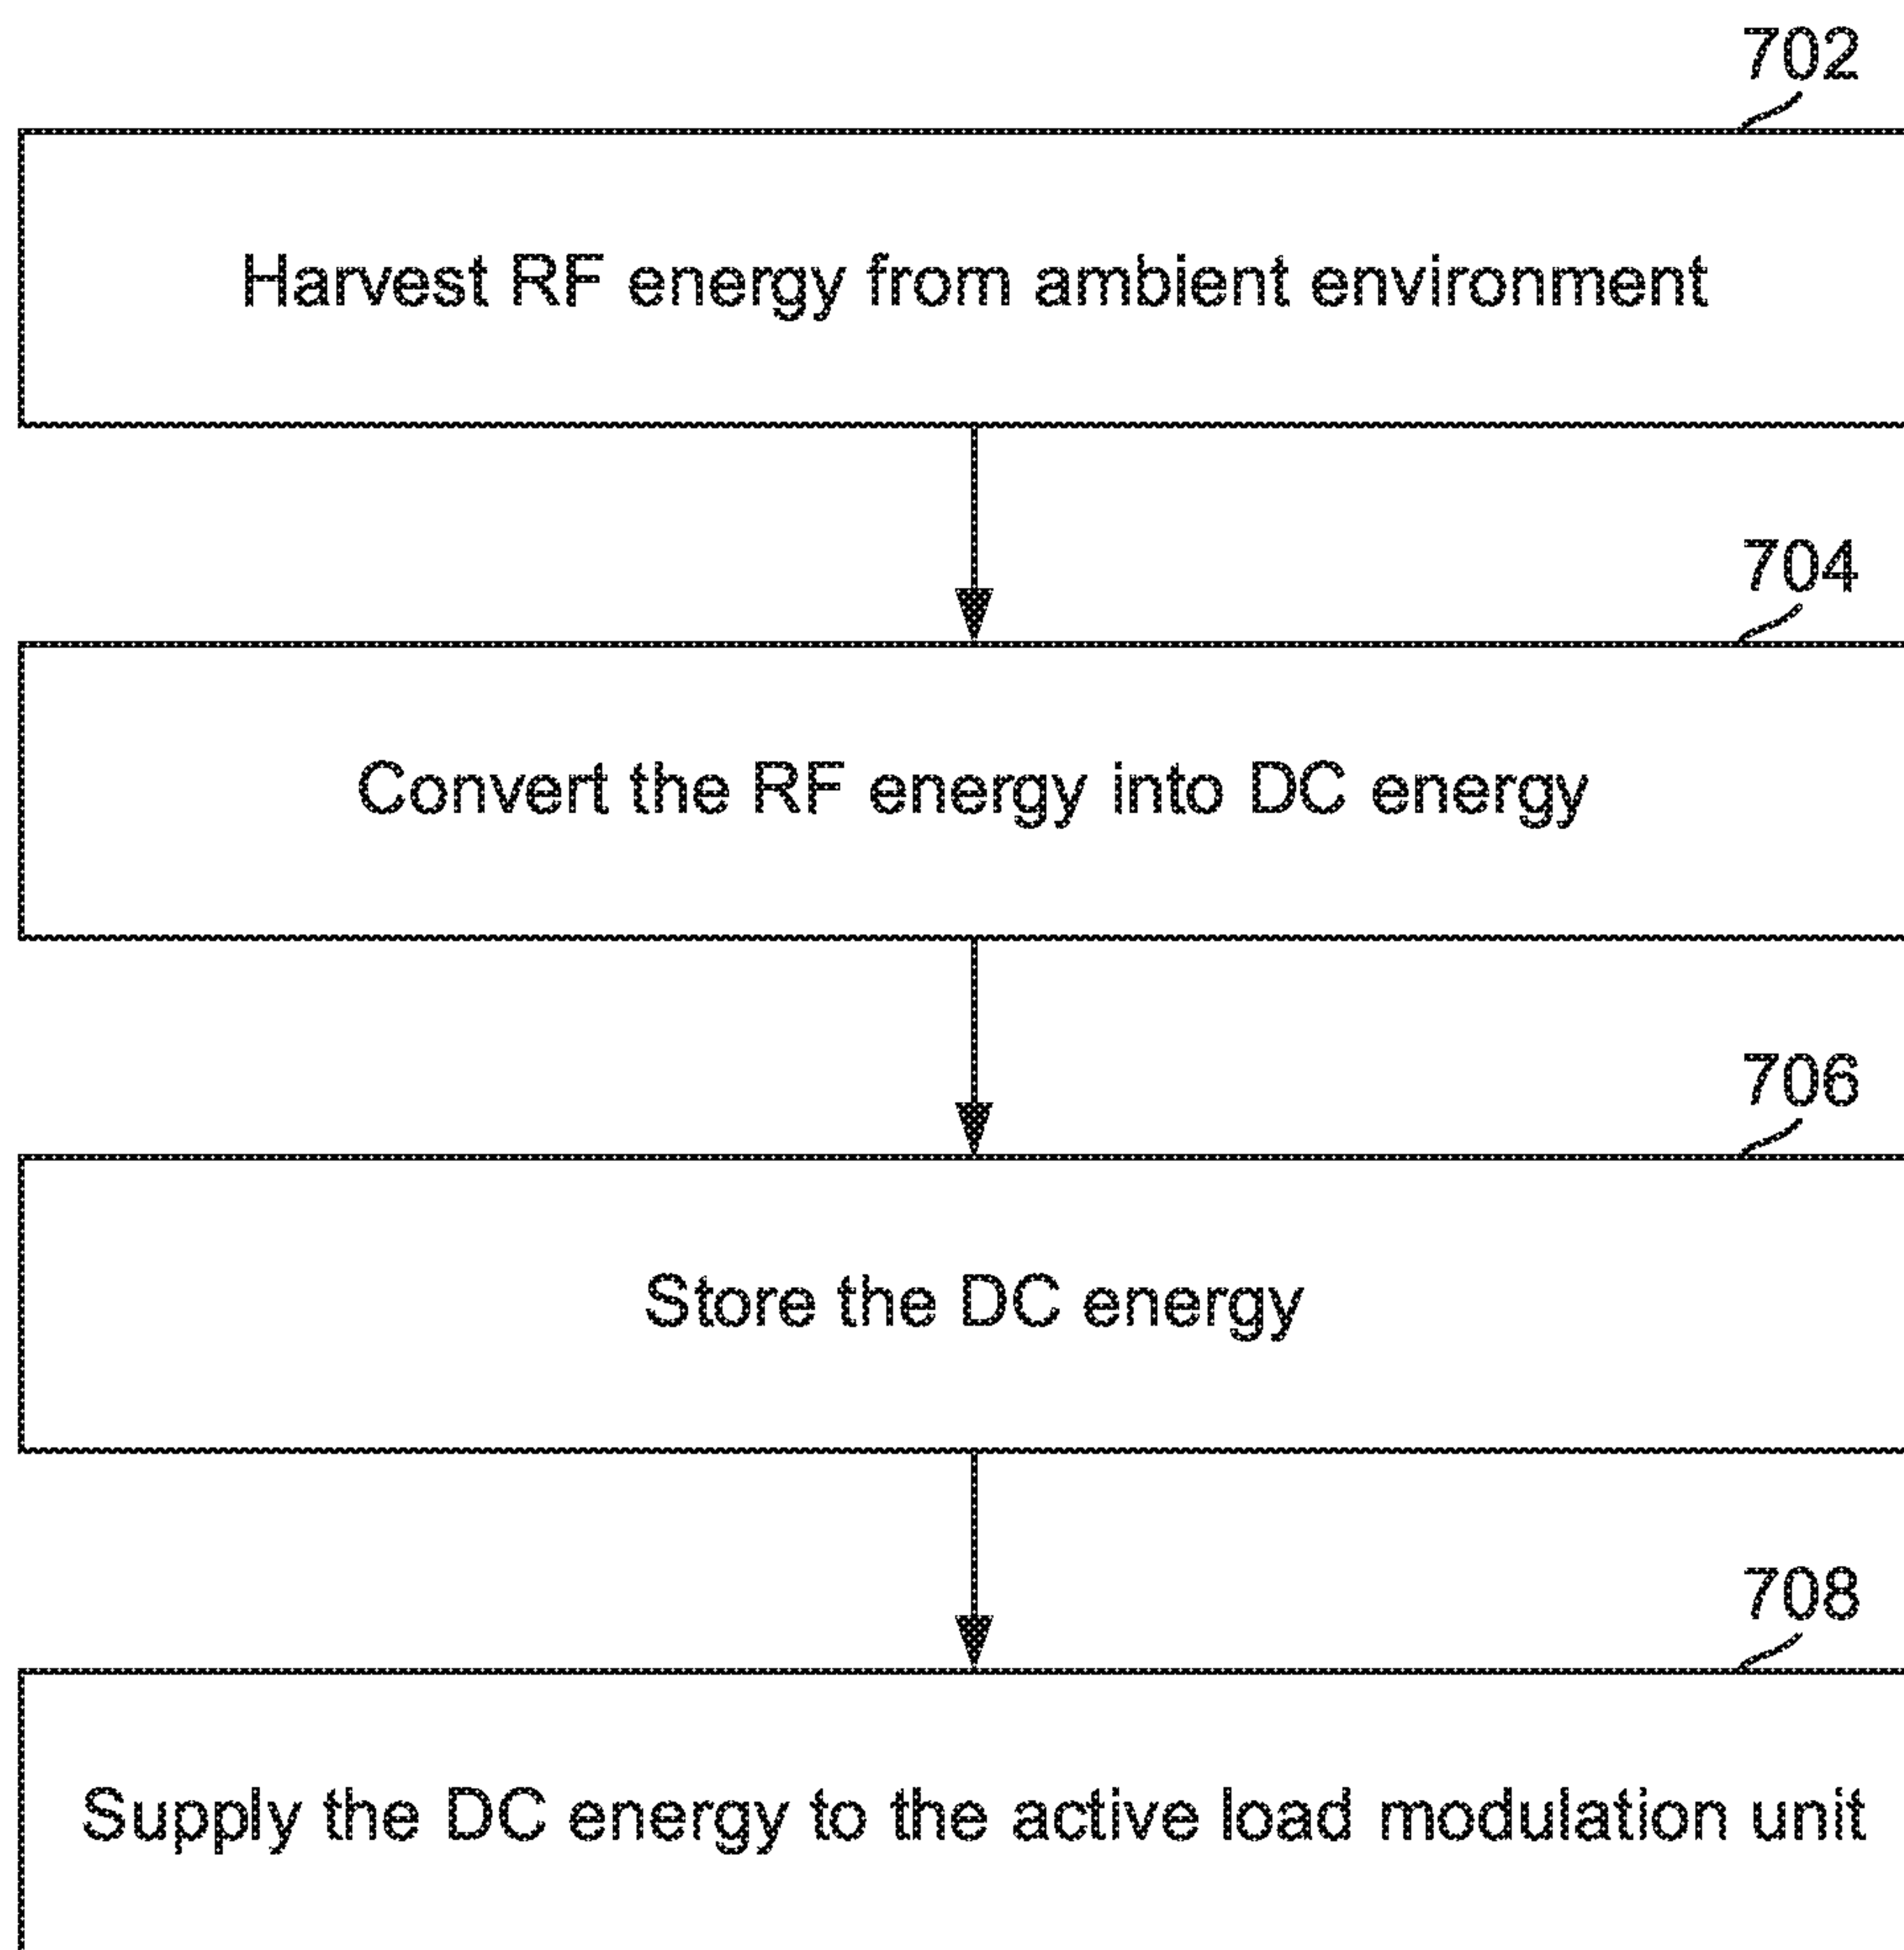 702
Harvest RF energy from ambient environment
704
Convert the RF energy into DC energy
706
Store the DC energy
708
Supply the DC energy to the active load modulation unit